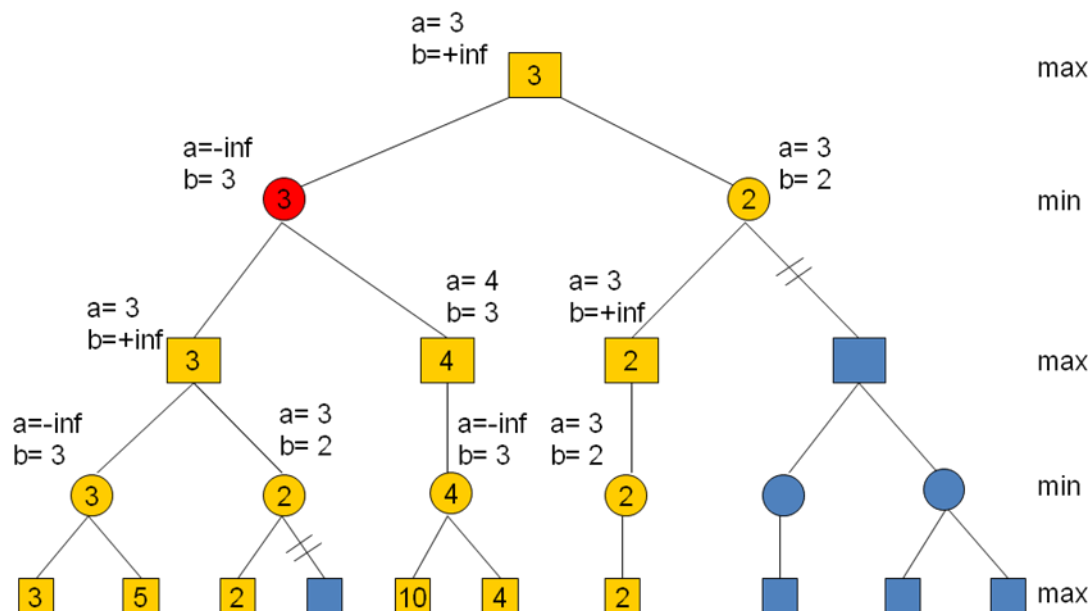 a= 3
b=+inf
3
max
a=-inf
b= 3
3
a= 3
b= 2
2
min
a= 3
b=+inf
3
a= 4
b= 3
4
a= 3
b=+inf
2
max
a=-inf
b= 3
3
a= 3
b= 2
2
a=-inf
b= 3
4
a= 3
b= 2
2
min
3
5
2
10
4
2
max